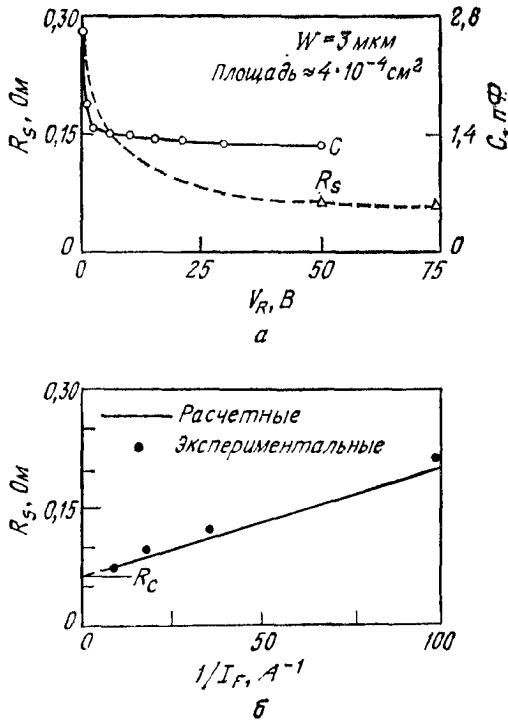 0,30
2,8
W = 3 мкм
Площадь ≈ 4·10⁻⁴ см²
R_s, Ом
0,15
1,4
C, пФ
C
R_s
0
0
0 25 50 75
V_R, В
а
0,30
Расчетные
Экспериментальные
R_s, Ом
0,15
R_C
0
0 50 100
1/I_F, A⁻¹
б